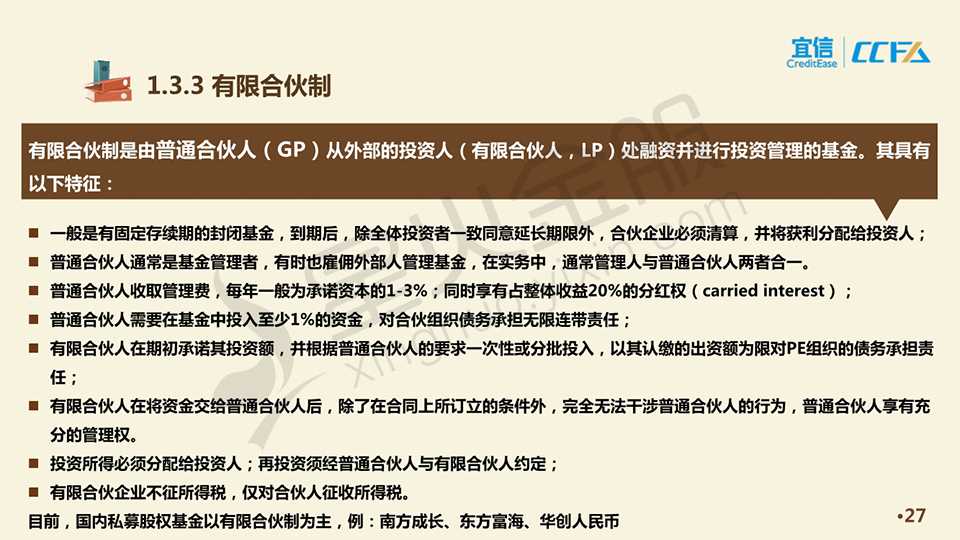 宜信
CreditEase
CCFA
1.3.3 有限合伙制
有限合伙制是由普通合伙人（GP）从外部的投资人（有限合伙人，LP）处融资并进行投资管理的基金。其具有
以下特征：
■ 一般是有固定存续期的封闭基金，到期后，除全体投资者一致同意延长期限外，合伙企业必须清算，并将获利分配给投资人；
■ 普通合伙人通常是基金管理者，有时也雇佣外部人管理基金，在实务中，通常管理人与普通合伙人两者合一。
■ 普通合伙人收取管理费，每年一般为承诺资本的1-3%；同时享有占整体收益20%的分红权（carried interest）；
■ 普通合伙人需要在基金中投入至少1%的资金，对合伙组织债务承担无限连带责任；
■ 有限合伙人在期初承诺其投资额，并根据普通合伙人的要求一次性或分批投入，以其认缴的出资额为限对PE组织的债务承担责
任；
■ 有限合伙人在将资金交给普通合伙人后，除了在合同上所订立的条件外，完全无法干涉普通合伙人的行为，普通合伙人享有充
分的管理权。
■ 投资所得必须分配给投资人；再投资须经普通合伙人与有限合伙人约定；
■ 有限合伙企业不征所得税，仅对合伙人征收所得税。
目前，国内私募股权基金以有限合伙制为主，例：南方成长、东方富海、华创人民币
•27